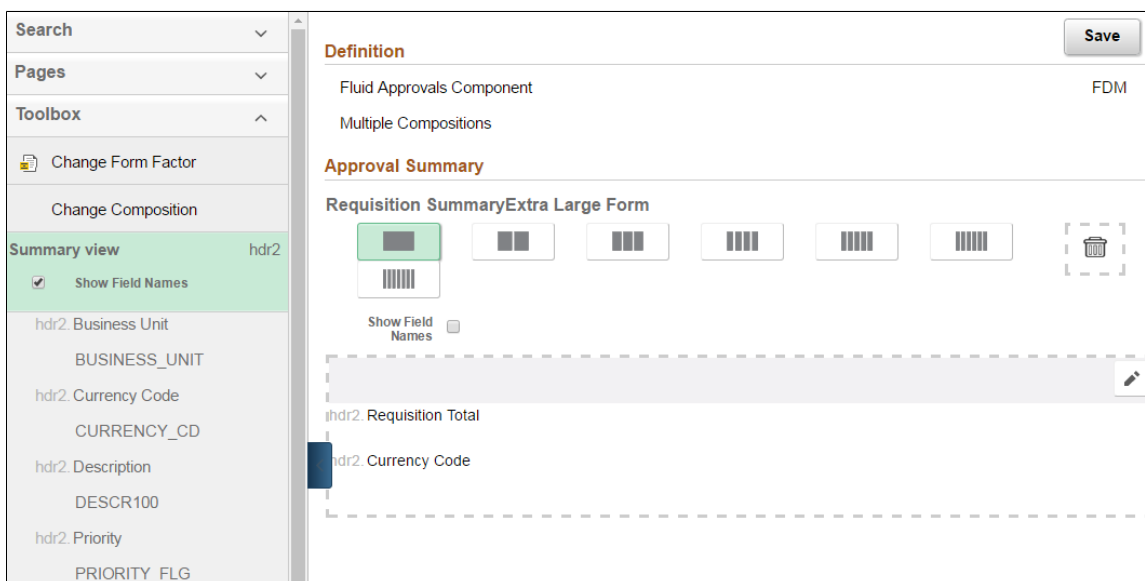 Search
Pages
Toolbox
Change Form Factor
Change Composition
Summary view hdr2
Show Field Names
hdr2. Business Unit
BUSINESS_UNIT
hdr2. Currency Code
CURRENCY_CD
hdr2. Description
DESCR100
hdr2. Priority
PRIORITY_FLG
Save
Definition
Fluid Approvals Component FDM
Multiple Compositions
Approval Summary
Requisition SummaryExtra Large Form
Show Field
Names
hdr2. Requisition Total
hdr2. Currency Code